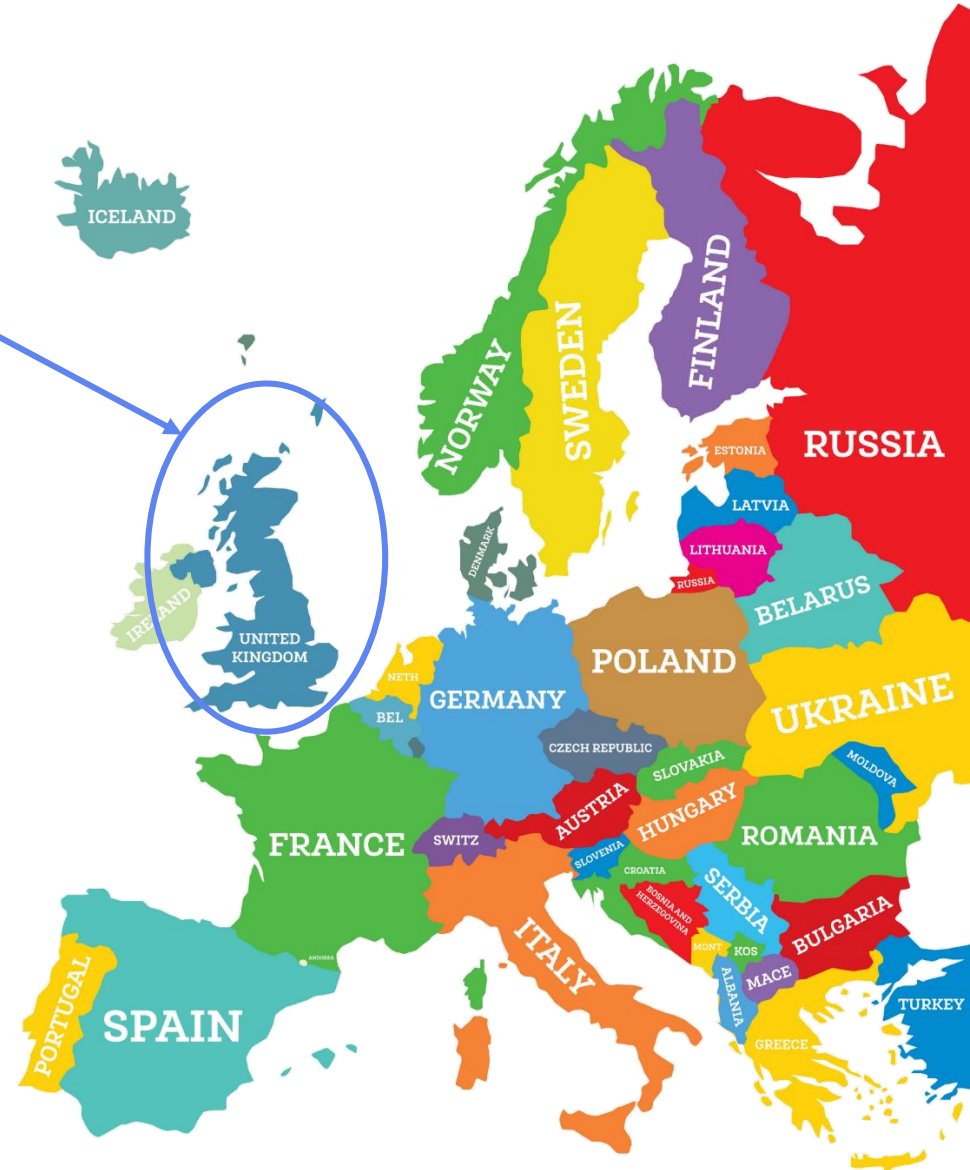 ICELAND
NORWAY
SWEDEN
FINLAND
RUSSIA
ESTONIA
LATVIA
LITHUANIA
RUSSIA
BELARUS
DENMARK
IRELAND
UNITED
KINGDOM
NETH
BEL
GERMANY
POLAND
UKRAINE
CZECH REPUBLIC
SLOVAKIA
MOLDOVA
FRANCE
SWITZ
AUSTRIA
HUNGARY
ROMANIA
SLOVENIA
CROATIA
BOSNIA AND
HERZEGOVINA
SERBIA
BULGARIA
ITALY
MONT
KOS
MACE
ALBANIA
GREECE
TURKEY
ANDORRA
PORTUGAL
SPAIN